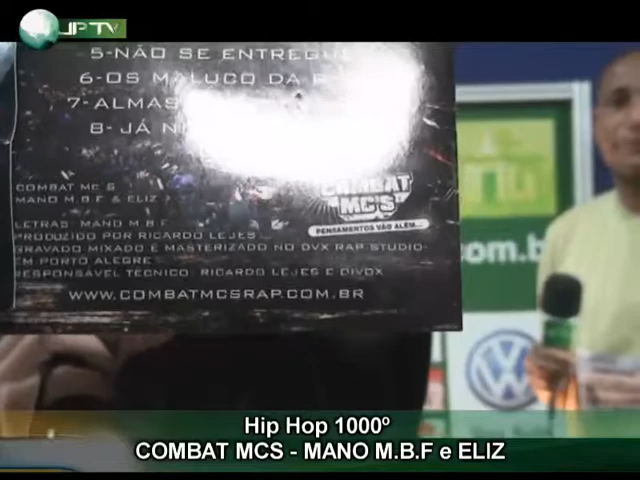 JPTV
5-NÃO SE ENTREGUE
6-OS MALUCO DA
7-ALMAS
8-JÁ
COMBAT MC'S
MANO M.B.F & ELIZ
COMBAT
MC'S
PENSAMENTOS VÃO ALÉM...
LETRAS: MANO M.B.F
PRODUZIDO POR RICARDO LEJES
GRAVADO MIXADO E MASTERIZADO NO DVX RAP STUDIO-
EM PORTO ALEGRE
RESPONSÁVEL TÉCNICO: RICARDO LEJES E DIVOX
WWW.COMBATMCSRAP.COM.BR
com.br
Hip Hop 1000º
COMBAT MCS - MANO M.B.F e ELIZ